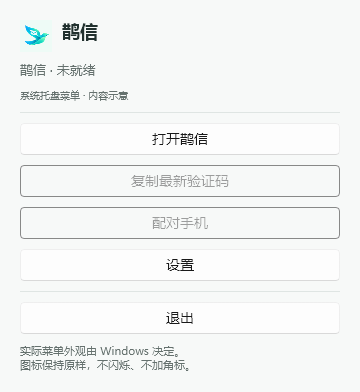 鹊信
鹊信 · 未就绪
系统托盘菜单 · 内容示意
打开鹊信
复制最新验证码
配对手机
设置
退出
实际菜单外观由 Windows 决定。
图标保持原样，不闪烁、不加角标。